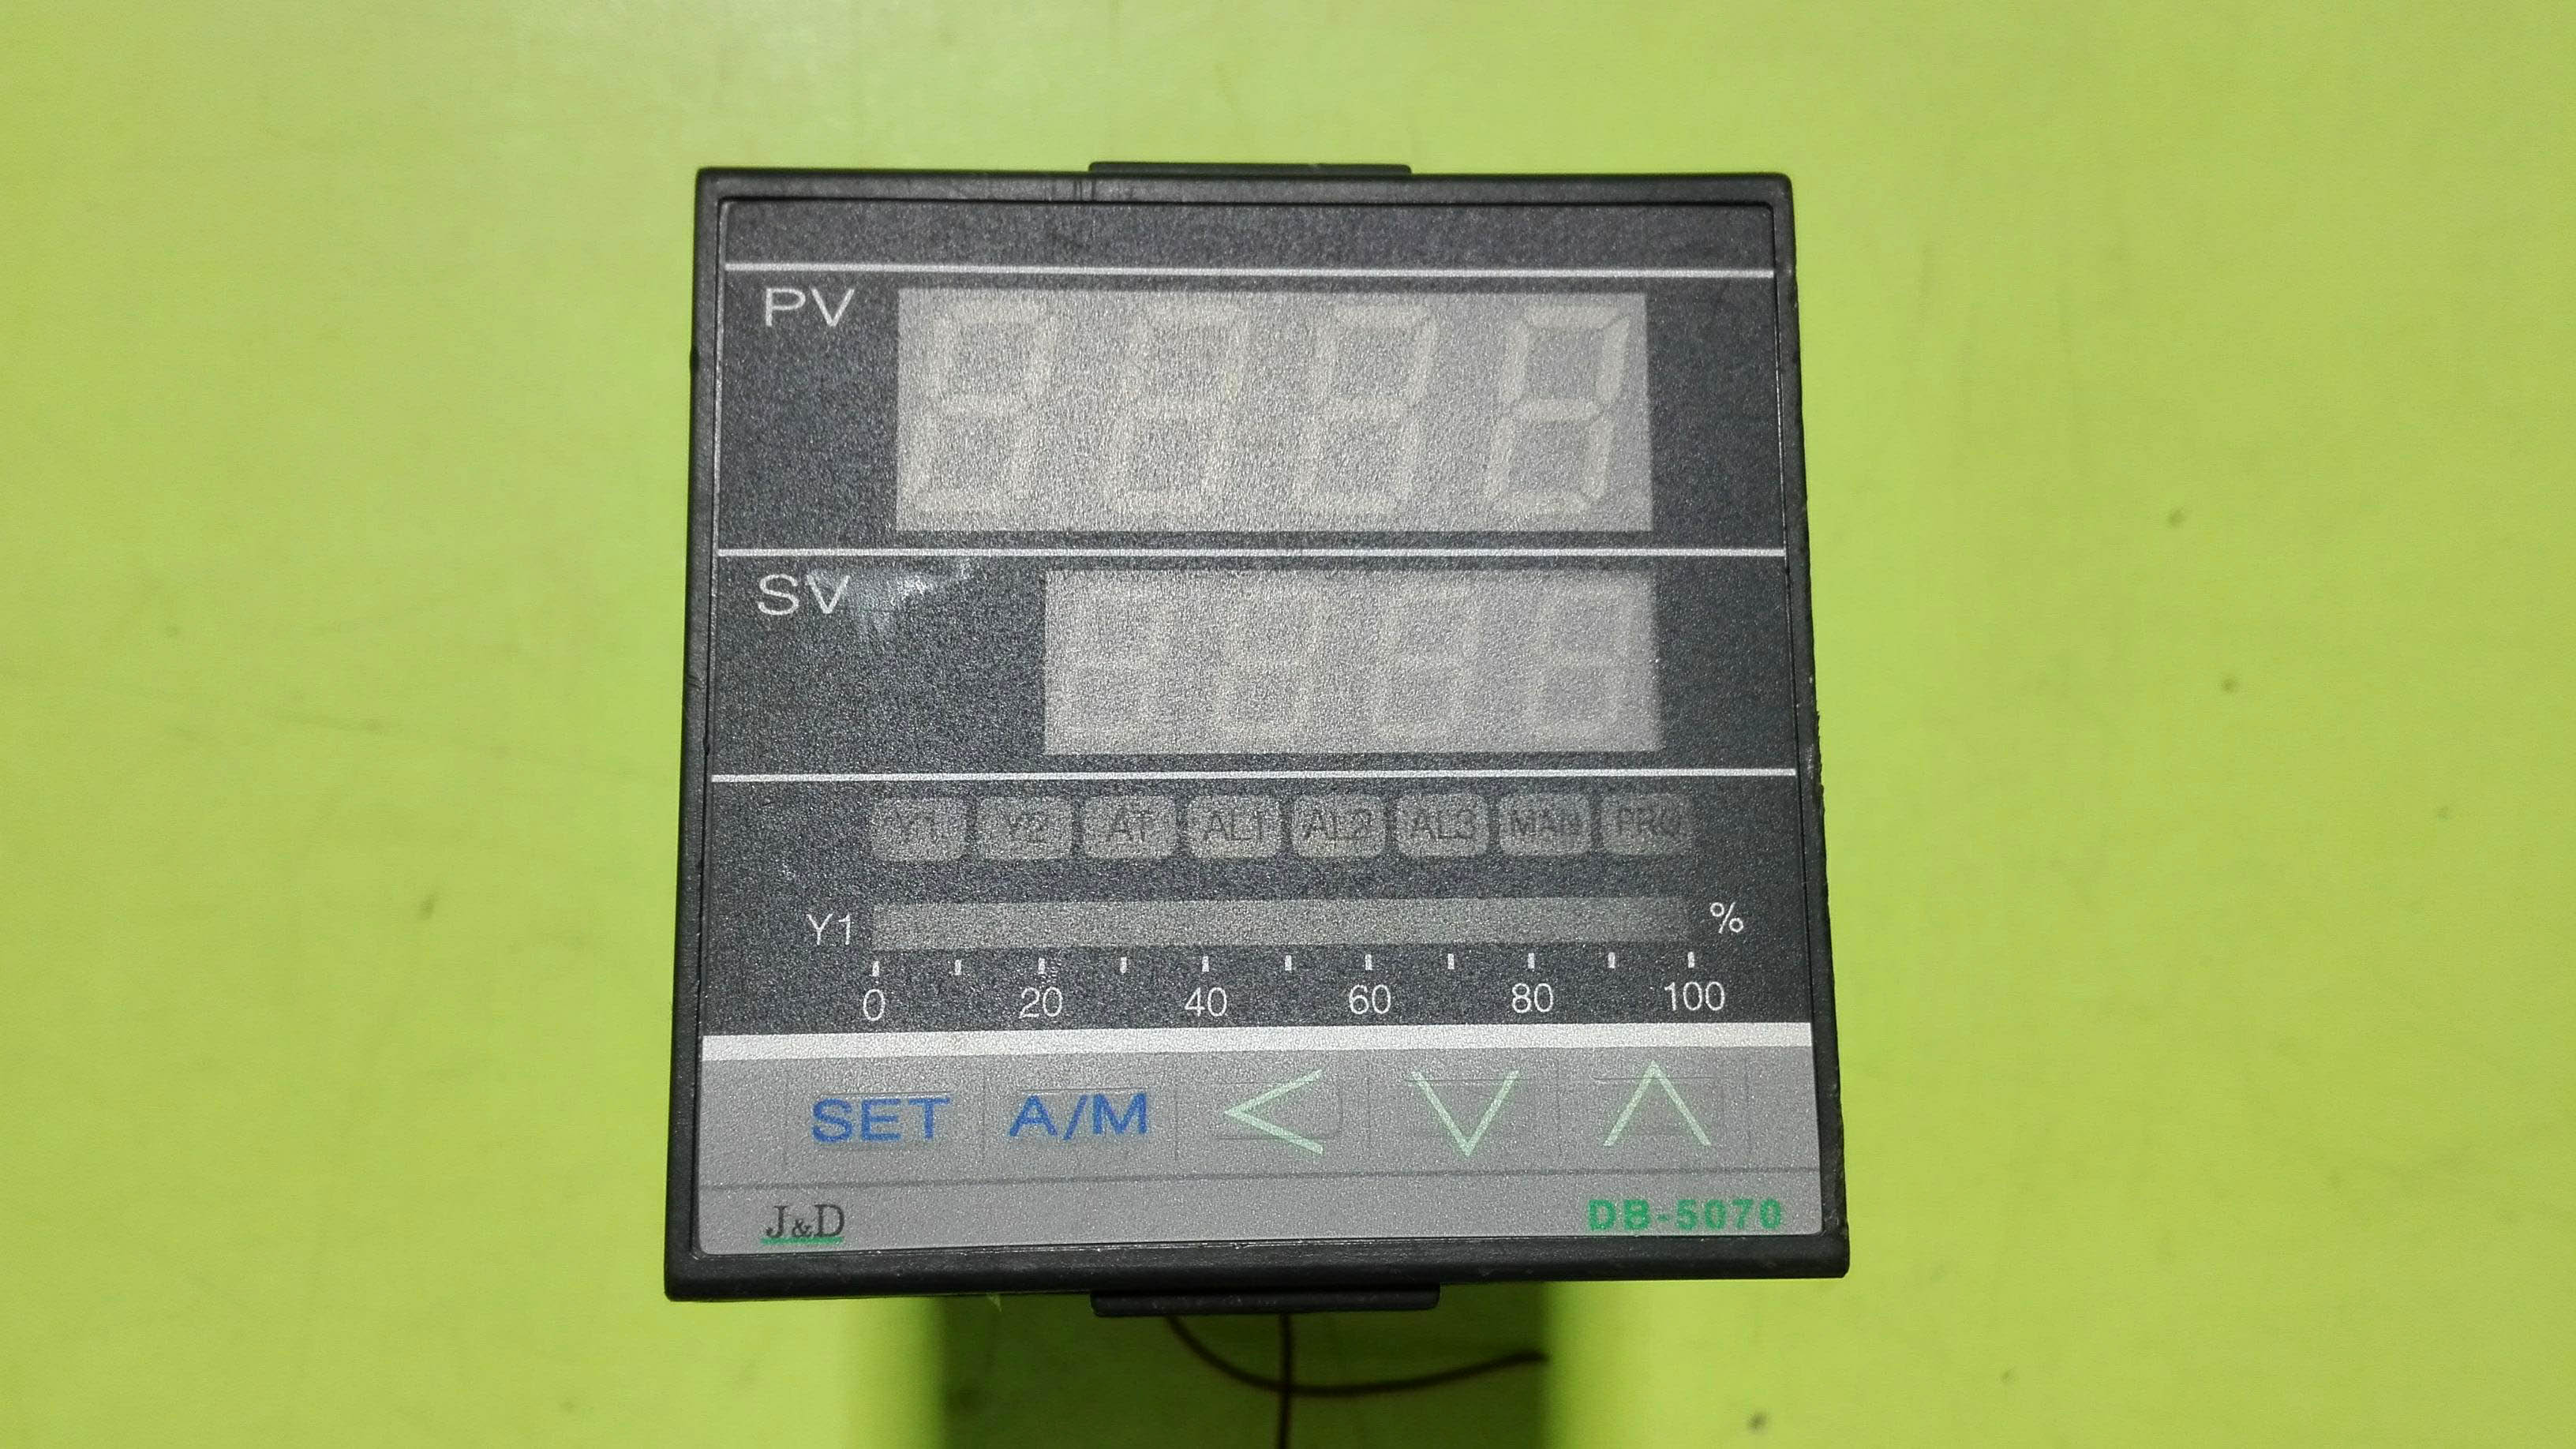 PV
SV
Y1 Y2 AT AL1 AL2 AL3 MAN PRO
Y1 %
0 20 40 60 80 100
SET A/M < ∨ ∧
J&D DB-5070